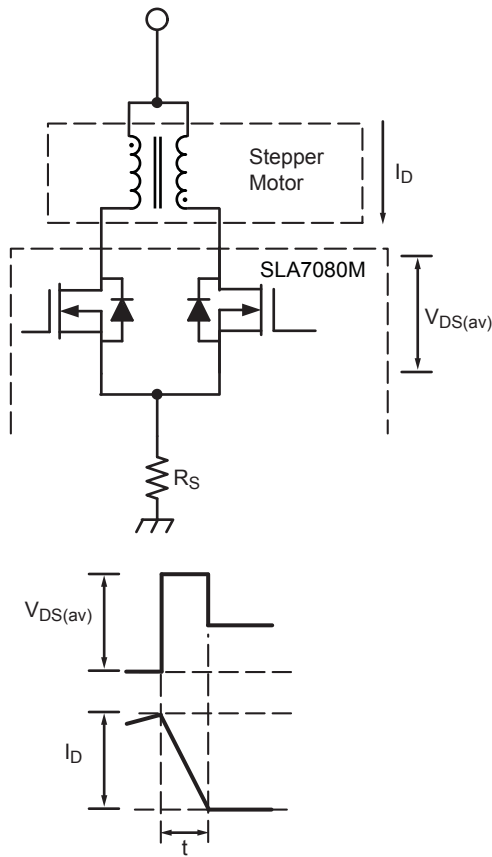 Stepper
Motor
I_D
SLA7080M
V_DS(av)
R_S
V_DS(av)
I_D
t